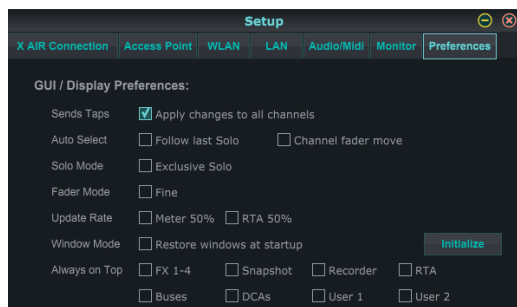 Setup
X AIR Connection Access Point WLAN LAN Audio/Midi Monitor Preferences
GUI / Display Preferences:
Sends Taps Apply changes to all channels
Auto Select Follow last Solo Channel fader move
Solo Mode Exclusive Solo
Fader Mode Fine
Update Rate Meter 50% RTA 50%
Window Mode Restore windows at startup Initialize
Always on Top FX 1-4 Snapshot Recorder RTA
Buses DCAs User 1 User 2